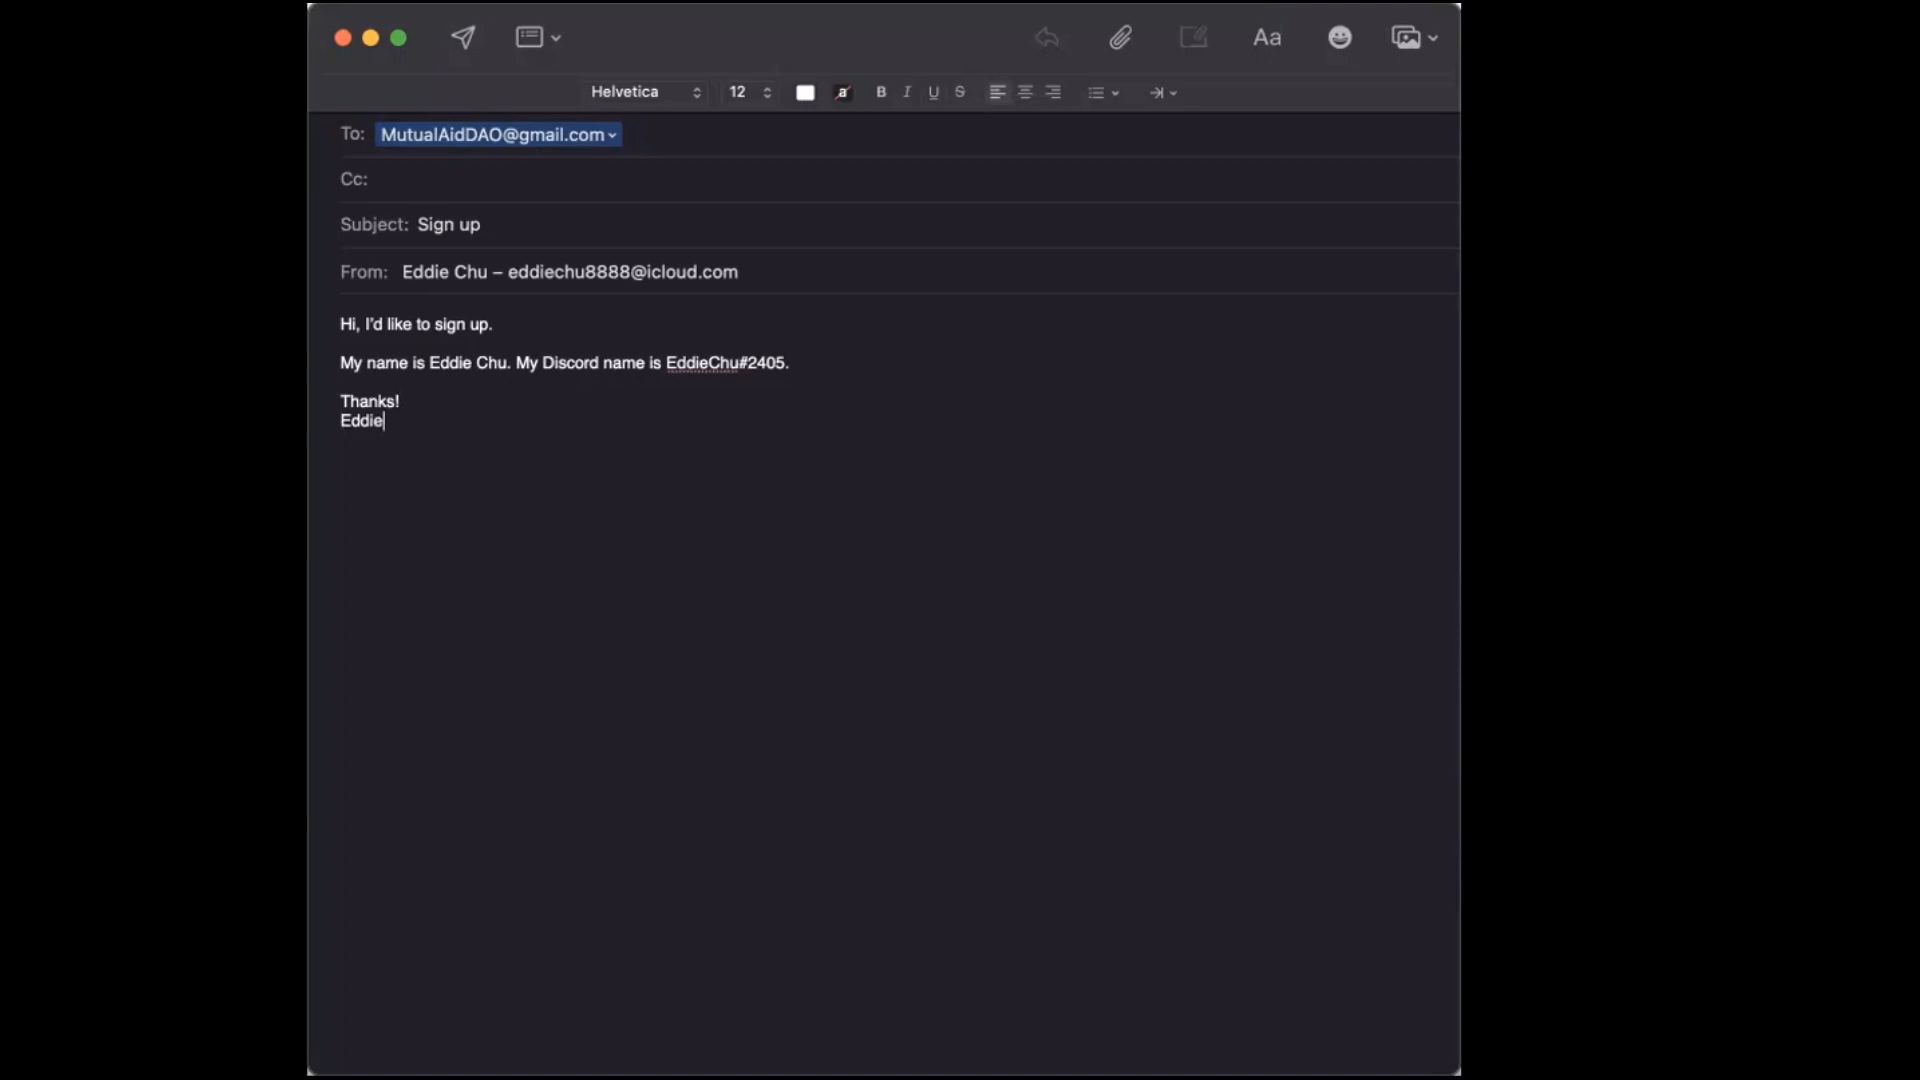 Aa
Helvetica 12 a B I U S
To: MutualAidDAO@gmail.com
Cc:
Subject: Sign up
From: Eddie Chu – eddiechu8888@icloud.com
Hi, I'd like to sign up.
My name is Eddie Chu. My Discord name is EddieChu#2405.
Thanks!
Eddie